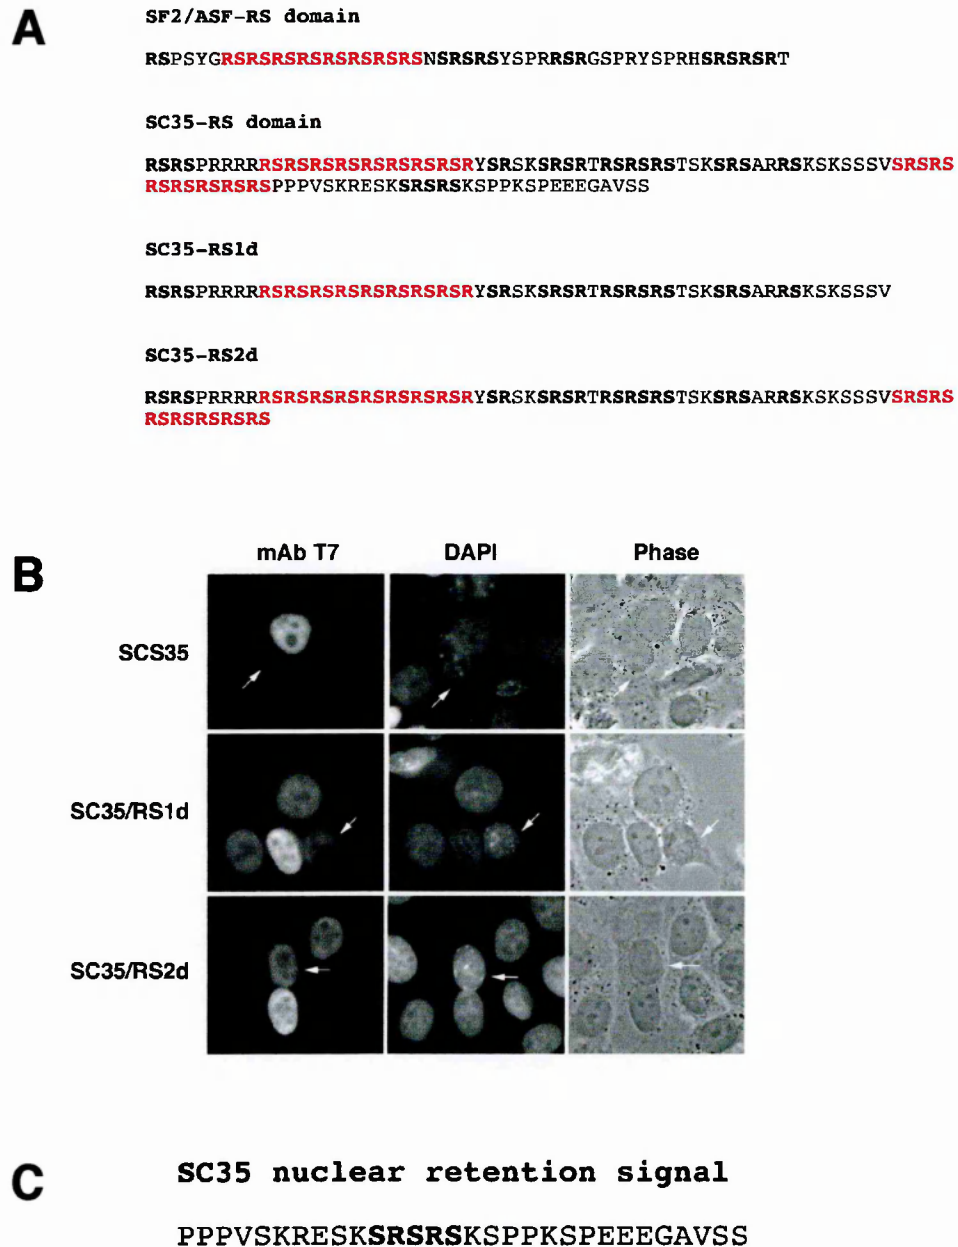 A
SF2/ASF-RS domain
RSPSYGRSRSRSRSRSRSRSRSNSRSRSYSPRRSRGSPRYSPRHSRSRSRT
SC35-RS domain
RSRSPRRRRRSRSRSRSRSRSRSRSRYSRSKSRSRTRSRSRSTSKSRSARRSKSKSSSVSRSRS
RSRSRSRSRSPPPVSKRESKSRSRSKSPPKSPEEEGAVSS
SC35-RS1d
RSRSPRRRRRSRSRSRSRSRSRSRSRYSRSKSRSRTRSRSRSTSKSRSARRSKSKSSSV
SC35-RS2d
RSRSPRRRRRSRSRSRSRSRSRSRSRYSRSKSRSRTRSRSRSTSKSRSARRSKSKSSSVSRSRS
RSRSRSRSRS
B
mAb T7 DAPI Phase
SCS35
SC35/RS1d
SC35/RS2d
C
SC35 nuclear retention signal
PPPVSKRESKSRSRSKSPPKSPEEEGAVSS